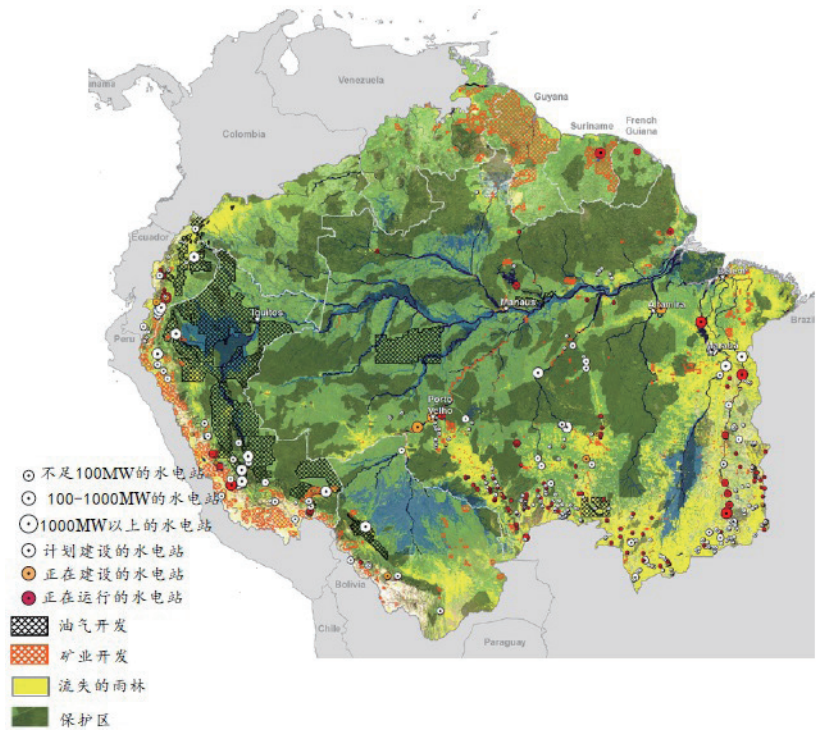 Venezuela
Guyana
Suriname
French
Guiana
Colombia
Ecuador
Iquitos
Manaus
Altamira
Belem
Peru
Brazil
Porto
Velho
不足100MW的水电站
100-1000MW的水电站
1000MW以上的水电站
计划建设的水电站
正在建设的水电站
正在运行的水电站
油气开发
矿业开发
流失的雨林
保护区
Bolivia
Chile
Paraguay